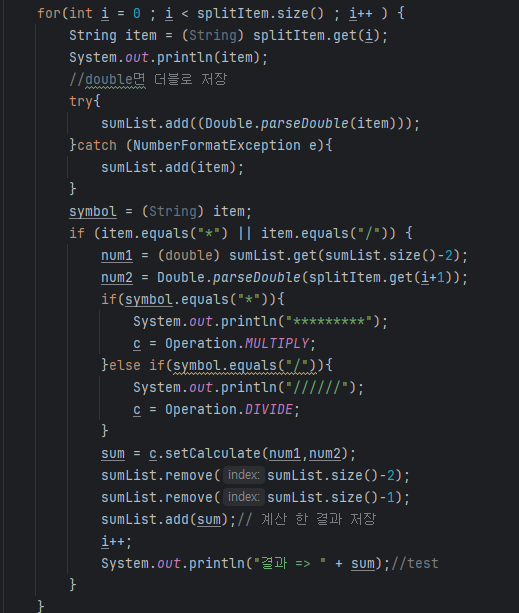 for(int i = 0 ; i < splitItem.size() ; i++ ) {
String item = (String) splitItem.get(i);
System.out.println(item);
//double면 더블로 저장
try{
sumList.add((Double.parseDouble(item)));
}catch (NumberFormatException e){
sumList.add(item);
}
symbol = (String) item;
if (item.equals("*") || item.equals("/")) {
num1 = (double) sumList.get(sumList.size()-2);
num2 = Double.parseDouble(splitItem.get(i+1));
if(symbol.equals("*")){
System.out.println("*********");
c = Operation.MULTIPLY;
}else if(symbol.equals("/")){
System.out.println("//////");
c = Operation.DIVIDE;
}
sum = c.setCalculate(num1,num2);
sumList.remove( index: sumList.size()-2);
sumList.remove( index: sumList.size()-1);
sumList.add(sum);// 계산 한 결과 저장
i++;
System.out.println("결과 => " + sum);//test
}
}